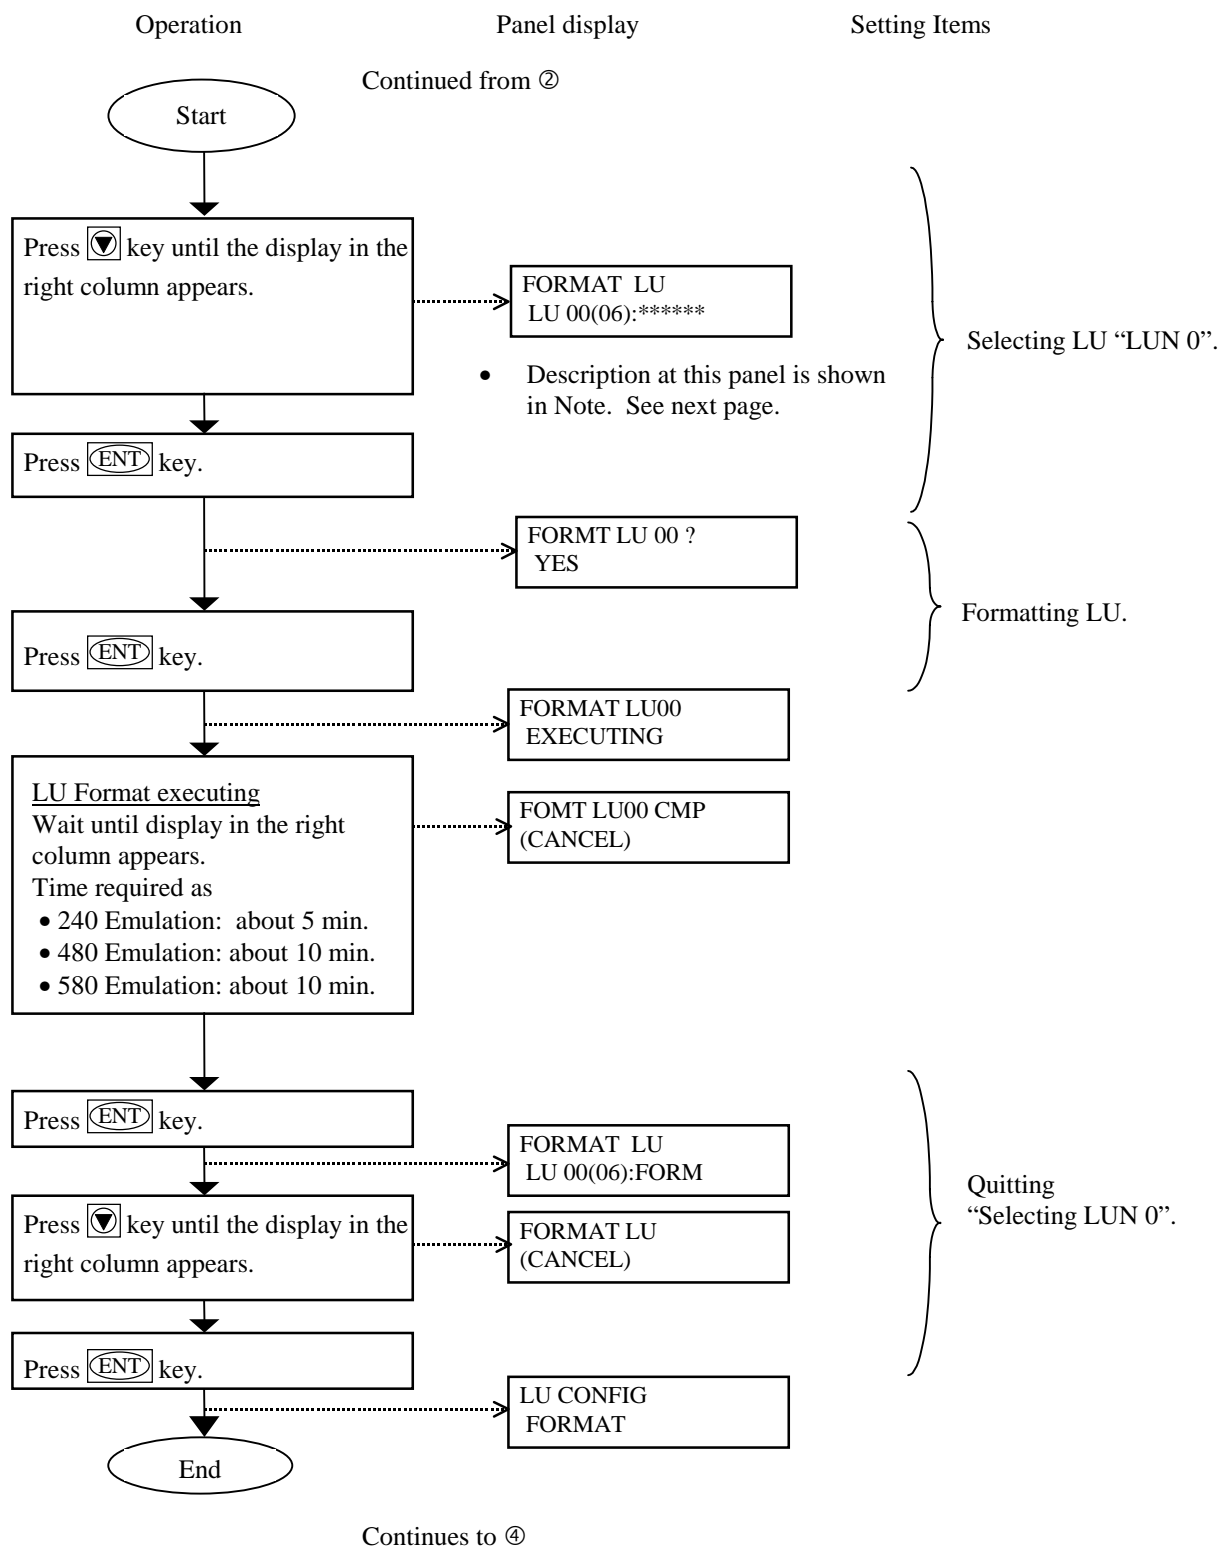 Operation
Panel display
Setting Items
Continued from ②
Start
Press ▼ key until the display in the
right column appears.
FORMAT LU
LU 00(06):******
Selecting LU “LUN 0”.
• Description at this panel is shown
in Note. See next page.
Press ENT key.
FORMT LU 00 ?
YES
Formatting LU.
Press ENT key.
FORMAT LU00
EXECUTING
LU Format executing
Wait until display in the right
column appears.
Time required as
• 240 Emulation: about 5 min.
• 480 Emulation: about 10 min.
• 580 Emulation: about 10 min.
FOMT LU00 CMP
(CANCEL)
Press ENT key.
FORMAT LU
LU 00(06):FORM
Quitting
“Selecting LUN 0”.
Press ▼ key until the display in the
right column appears.
FORMAT LU
(CANCEL)
Press ENT key.
LU CONFIG
FORMAT
End
Continues to ④